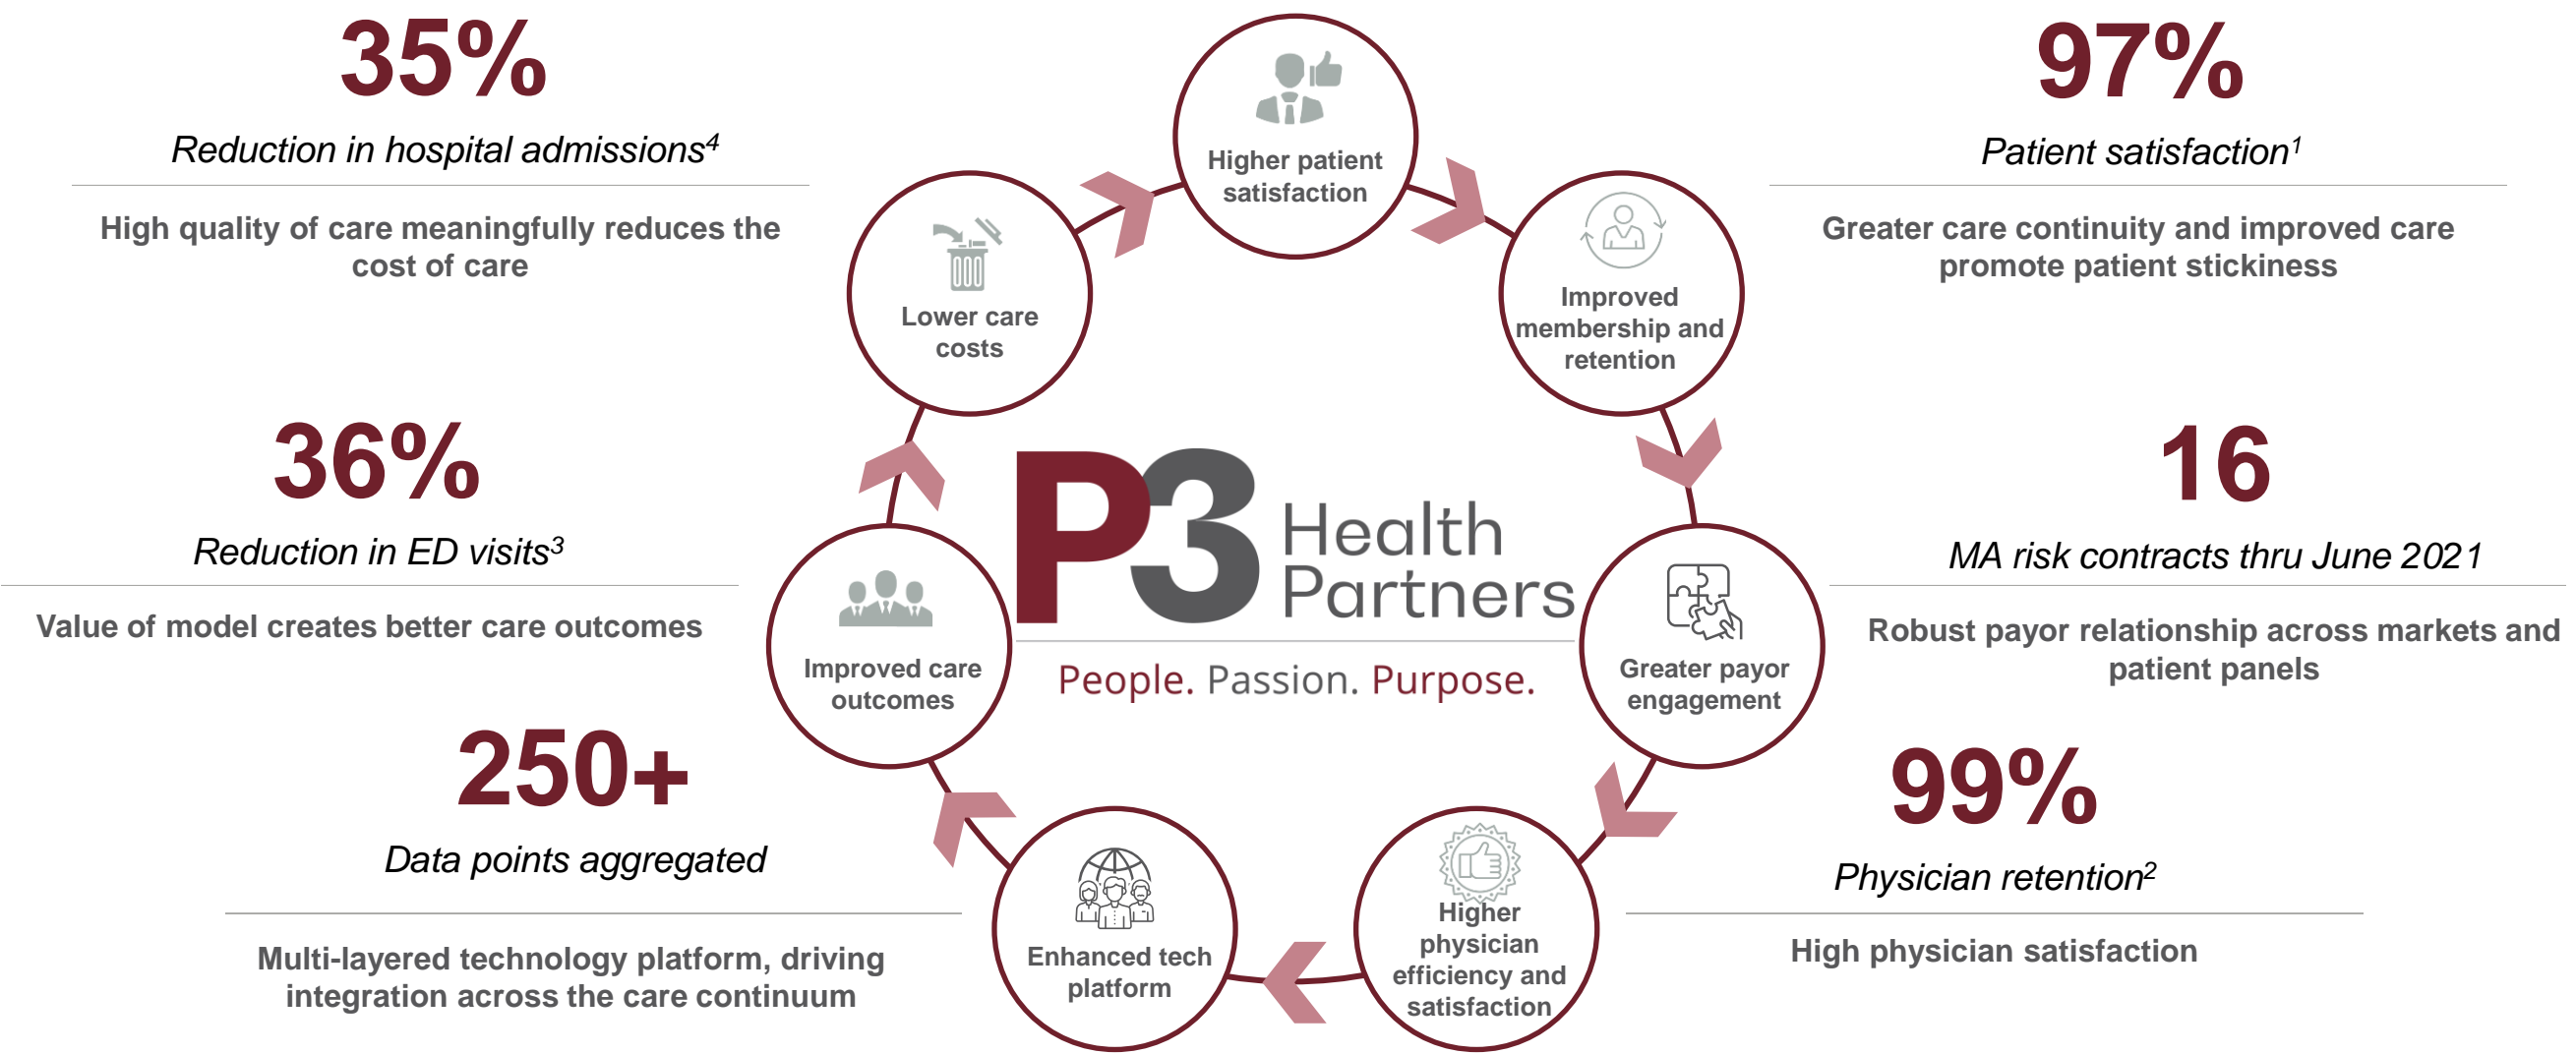 35%
Reduction in hospital admissions4
High quality of care meaningfully reduces the
cost of care
36%
Reduction in ED visits3
Value of model creates better care outcomes
250+
Data points aggregated
Multi-layered technology platform, driving
integration across the care continuum
Higher patient
satisfaction
Improved
membership and
retention
Greater payor
engagement
Higher
physician
efficiency and
satisfaction
Enhanced tech
platform
Improved care
outcomes
Lower care
costs
P3 Health
Partners
People. Passion. Purpose.
97%
Patient satisfaction1
Greater care continuity and improved care
promote patient stickiness
16
MA risk contracts thru June 2021
Robust payor relationship across markets and
patient panels
99%
Physician retention2
High physician satisfaction